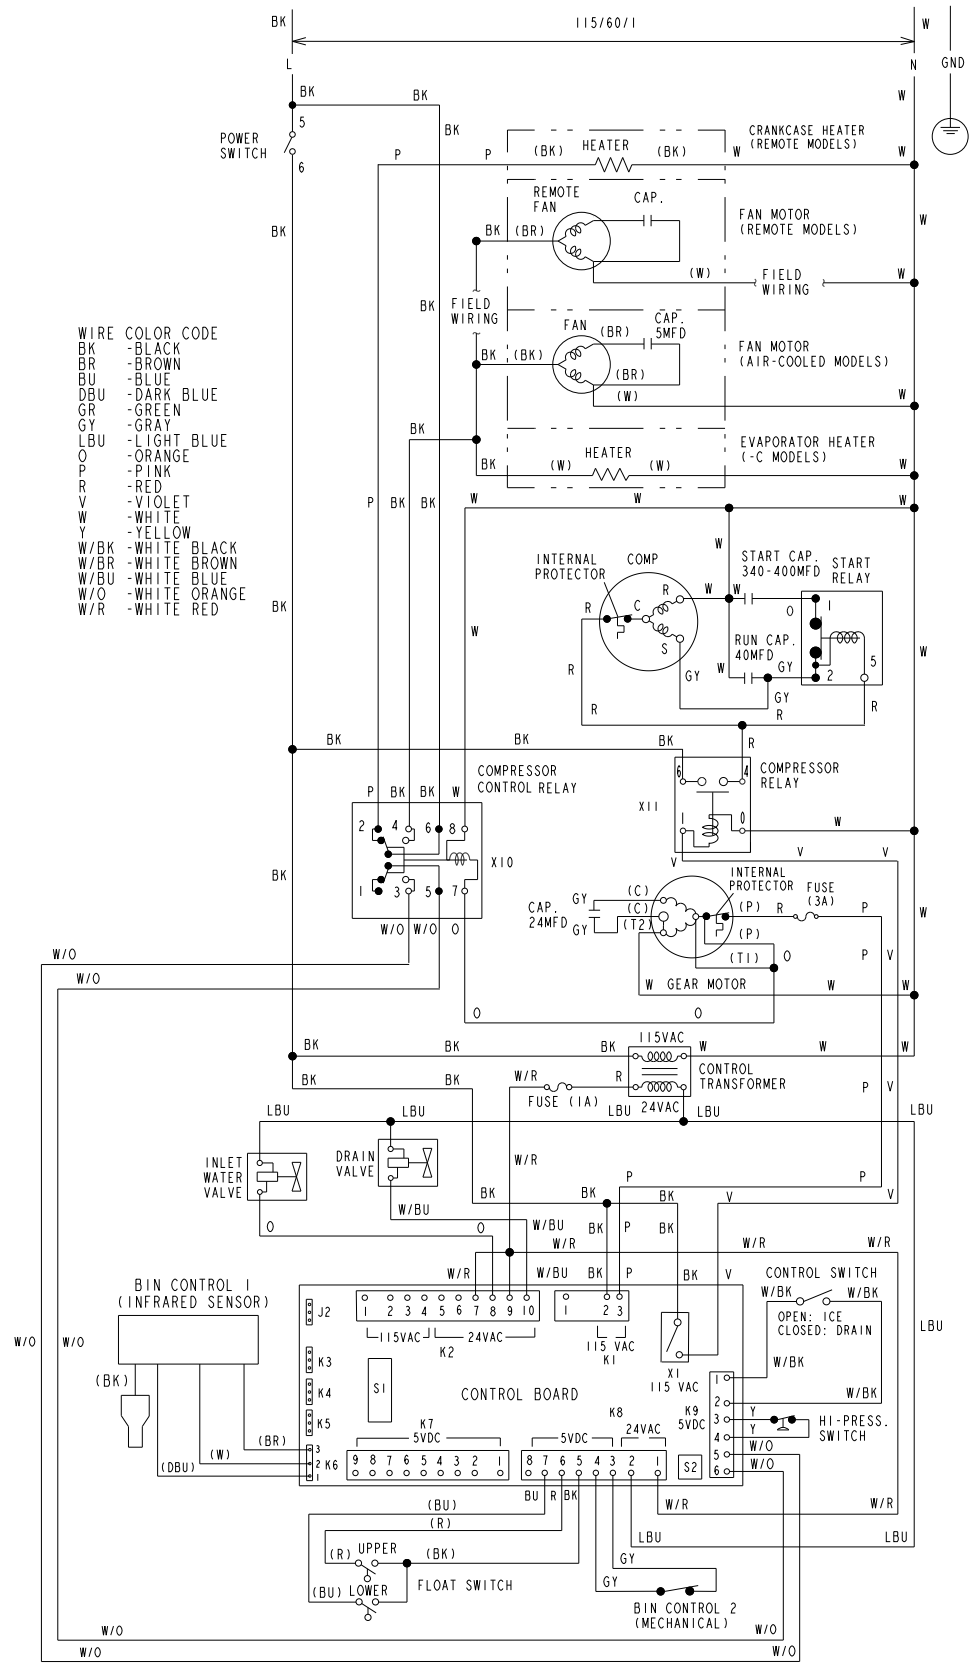 BK
115/60/1
W
GND
L
N
BK
BK
W
5
POWER
SWITCH
6
BK
P
P
(BK)
HEATER
(BK)
W
CRANKCASE HEATER
(REMOTE MODELS)
W
BK
REMOTE
FAN
CAP.
FAN MOTOR
(REMOTE MODELS)
W
BK
(BR)
(W)
FIELD
WIRING
W
BK
FIELD
WIRING
FAN
(BR)
CAP.
5MFD
FAN MOTOR
(AIR-COOLED MODELS)
BK
(BK)
(BR)
(W)
W
WIRE COLOR CODE
BK -BLACK
BR -BROWN
BU -BLUE
DBU -DARK BLUE
GR -GREEN
GY -GRAY
LBU -LIGHT BLUE
O -ORANGE
P -PINK
R -RED
V -VIOLET
W -WHITE
Y -YELLOW
W/BK -WHITE BLACK
W/BR -WHITE BROWN
W/BU -WHITE BLUE
W/O -WHITE ORANGE
W/R -WHITE RED
BK
HEATER
EVAPORATOR HEATER
(-C MODELS)
BK
(W)
(W)
W
P
BK
BK
W
W
W
W
INTERNAL
PROTECTOR
COMP
START CAP.
340-400MFD
START
RELAY
BK
R
C
R
W
W
O
1
W
S
RUN CAP.
40MFD
W
R
GY
W
GY
2
5
GY
R
R
R
BK
BK
BK
R
COMPRESSOR
CONTROL RELAY
6
4
COMPRESSOR
RELAY
P
BK
BK
W
X11
2
4
6
8
1
0
W
X10
V
V
V
BK
1
3
5
7
INTERNAL
PROTECTOR
FUSE
(3A)
CAP.
24MFD
GY
(C)
(C)
GY
(T2)
(P)
R
P
W
W/O
W/O
O
(P)
W/O
(T1)
O
P
V
W/O
W
GEAR MOTOR
W
W
O
O
115VAC
BK
BK
BK
W
W
W
CONTROL
TRANSFORMER
BK
BK
W/R
R
P
V
FUSE (1A)
24VAC
LBU
LBU
LBU
LBU
LBU
INLET
WATER
VALVE
DRAIN
VALVE
W/R
P
P
BK
BK
BK
V
V
W/BU
O
O
W/BU
BK
P
BK
W/R
W/R
W/R
W/R
W/BU
BK
P
BK
V
CONTROL SWITCH
BIN CONTROL 1
(INFRARED SENSOR)
W/BK
W/BK
J2
1 2 3 4 5 6 7 8 9 10
1 2 3
OPEN: ICE
CLOSED: DRAIN
LBU
W/O
W/O
115VAC
24VAC
K2
115 VAC
K1
W/BK
K3
X1
115 VAC
(BK)
K4
S1
CONTROL BOARD
1
W/BK
2
K5
K7
5VDC
K8
5VDC
24VAC
K9
5VDC
3
Y
HI-PRESS.
SWITCH
4
Y
(BR)
3
(W)
2
K6
(DBU)
1
9 8 7 6 5 4 3 2 1
8 7 6 5 4 3 2 1
S2
5
W/O
6
W/O
BU
R
BK
(BU)
W/R
W/R
(R)
LBU
LBU
(R)
UPPER
(BK)
GY
(BU)
LOWER
FLOAT SWITCH
GY
BIN CONTROL 2
(MECHANICAL)
W/O
W/O
W/O
W/O